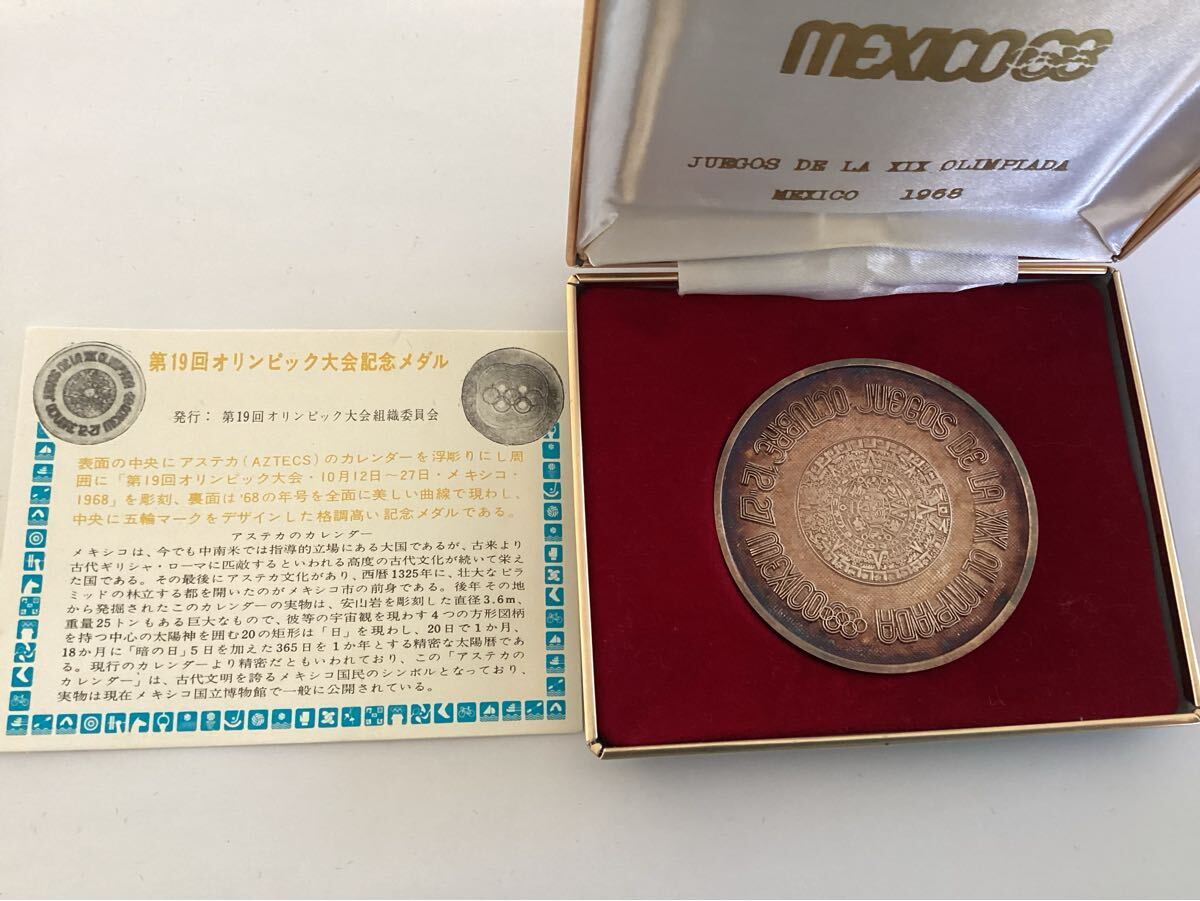 MEXICO68
JUEGOS DE LA XIX OLIMPIADA
MEXICO 1968
JUEGOS DE LA XIX OLIMPIADA
MEXICO 12.27 OCTUBRE
第19回オリンピック大会記念メダル
発行: 第19回オリンピック大会組織委員会
表面の中央にアステカ(AZTECS)のカレンダーを浮彫りにし周
囲に「第19回オリンピック大会・10月12日~27日・メキシコ・
1968」を彫刻、裏面は'68の年号を全面に美しい曲線で現わし、
中央に五輪マークをデザインした格調高い記念メダルである。
アステカのカレンダー
メキシコは、今でも中南米では指導的立場にある大国であるが、古来より
古代ギリシャ・ローマに匹敵するといわれる高度の古代文化が続いて栄え
た国である。その最後にアステカ文化があり、西暦1325年に、壮大なピラ
ミッドの林立する都を開いたのがメキシコ市の前身である。後年その地
から発掘されたこのカレンダーの実物は、安山岩を彫刻した直径3.6m、
重量25トンもある巨大なもので、彼等の宇宙観を現わす4つの方形図柄
を持つ中心の太陽神を囲む20の矩形は「日」を現わし、20日で1か月、
18か月に「暗の日」5日を加えた365日を1か年とする精密な太陽暦であ
る。現行のカレンダーより精密だともいわれており、この「アステカの
カレンダー」は、古代文明を誇るメキシコ国民のシンボルとなっており、
実物は現在メキシコ国立博物館で一般に公開されている。